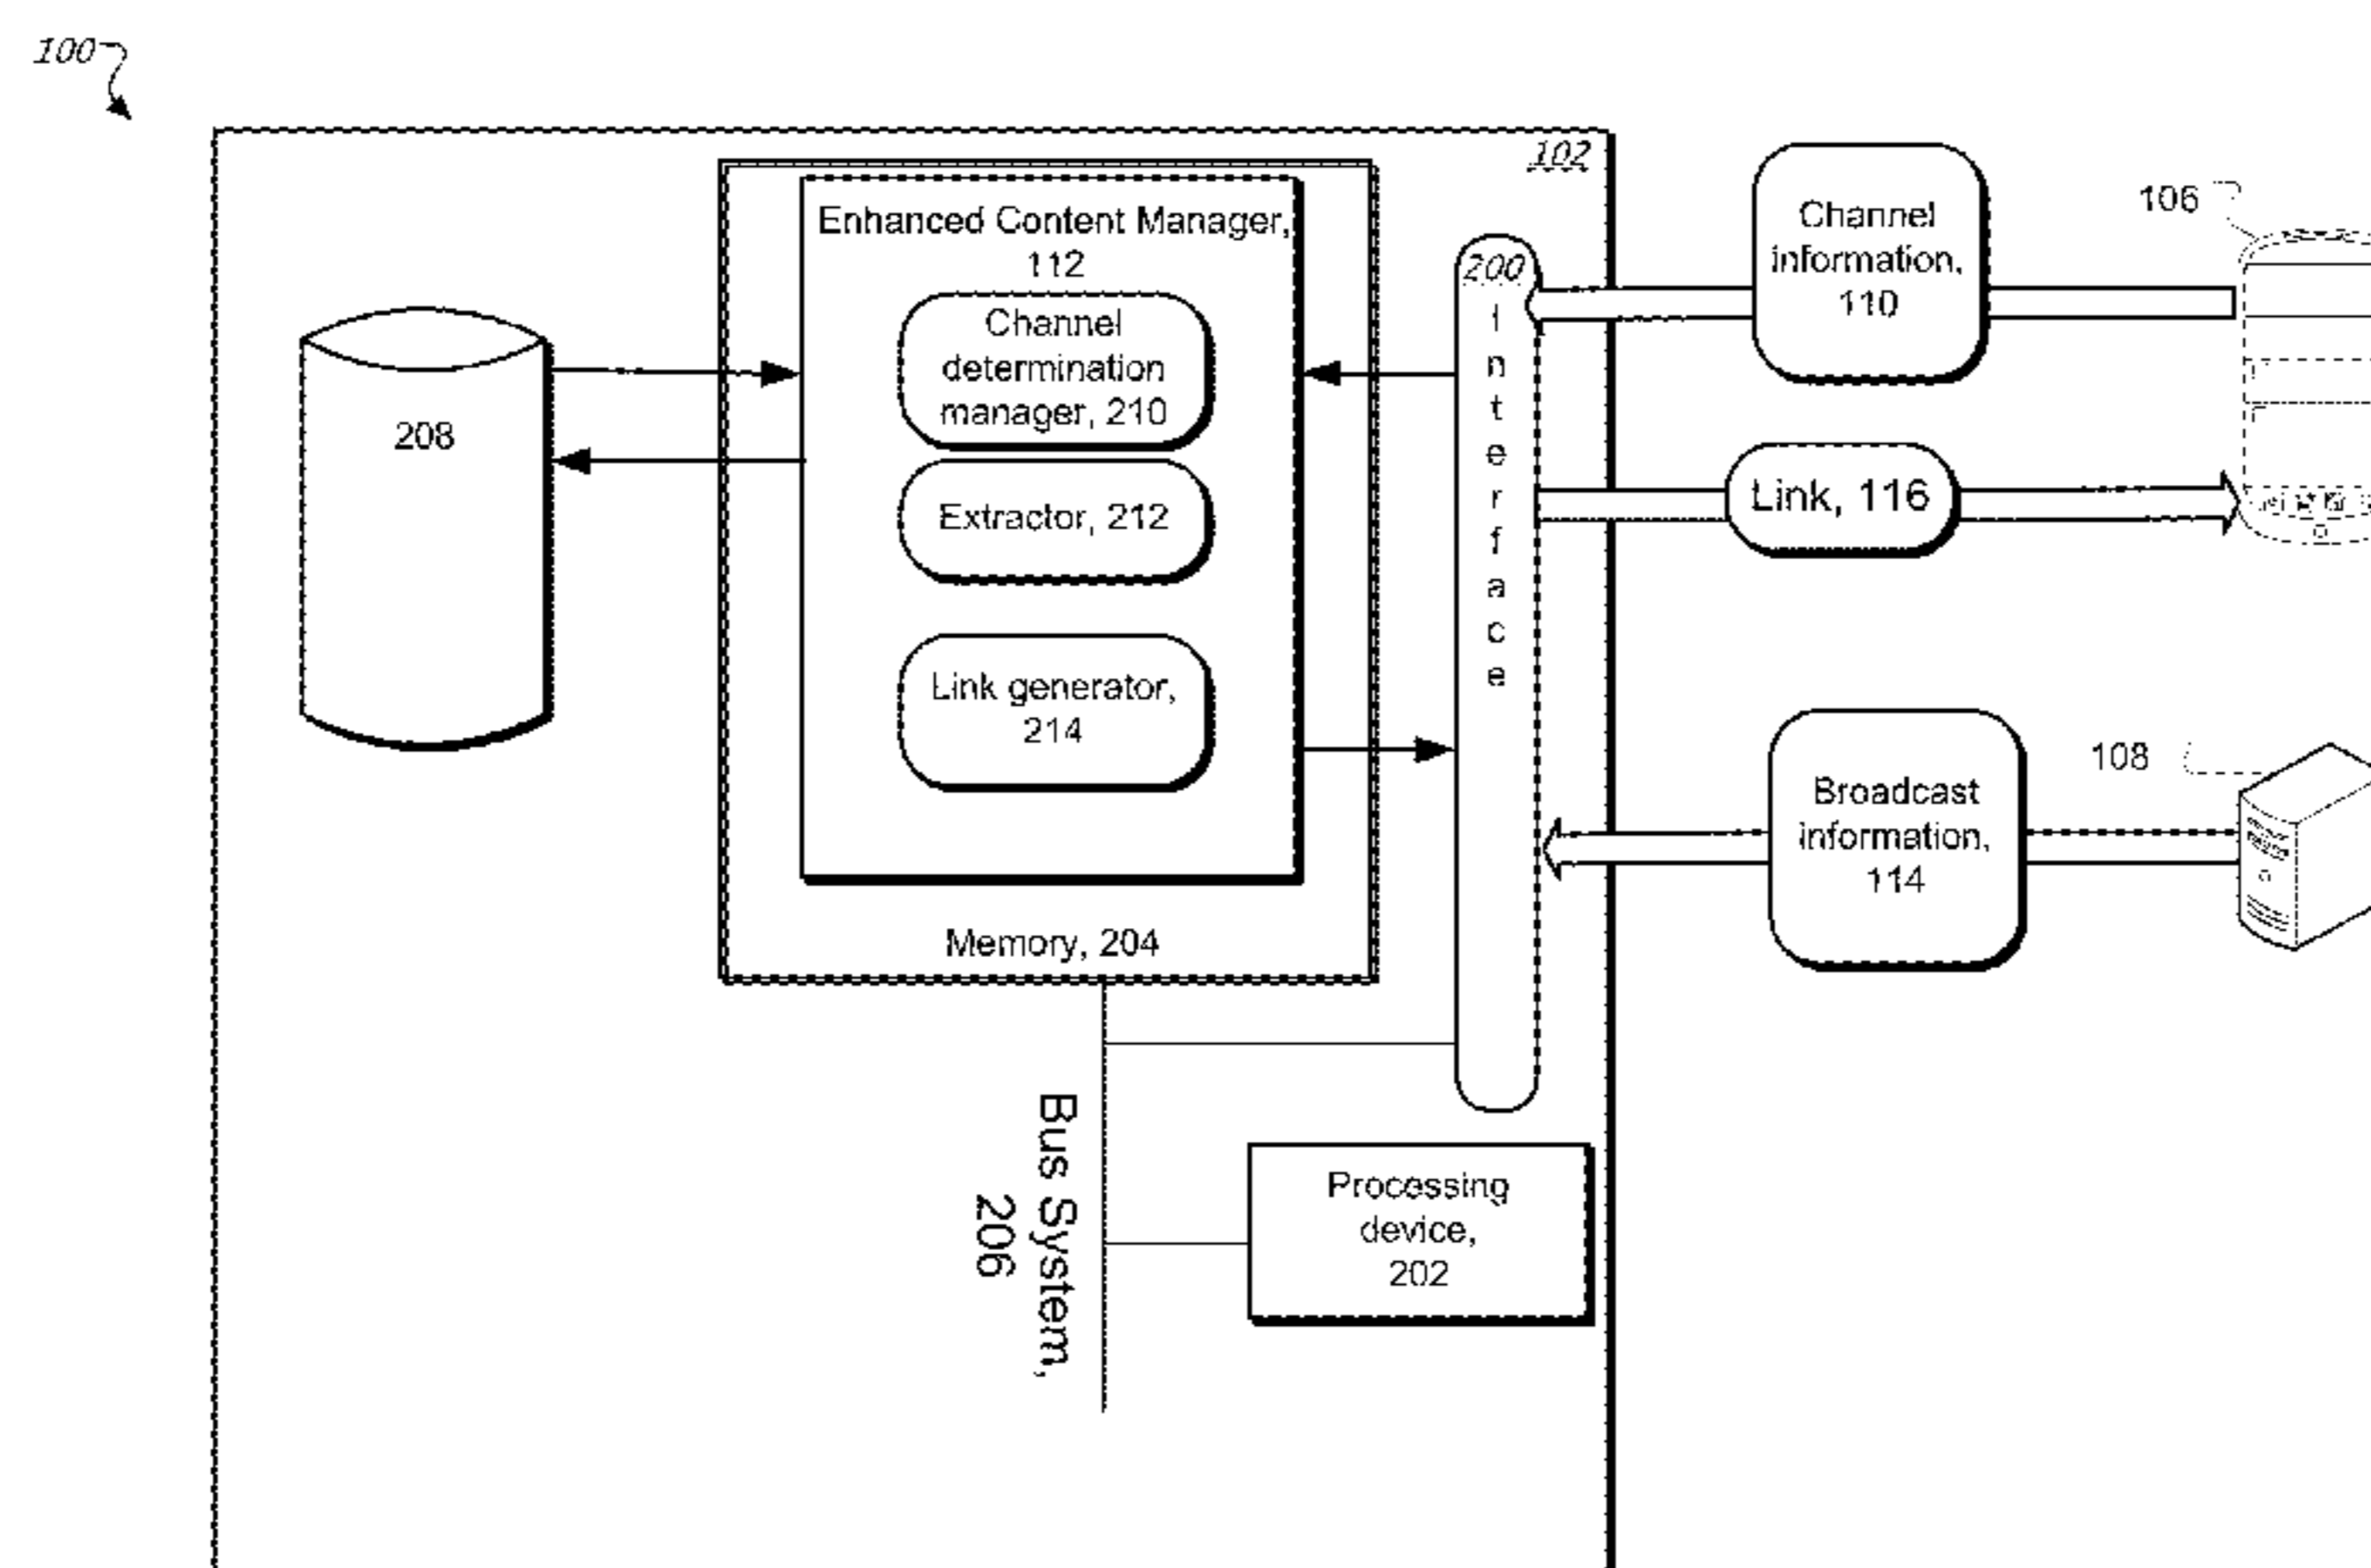 100
102
Enhanced Content Manager,
112
Channel
determination
manager, 210
Extractor, 212
Link generator,
214
Memory, 204
208
200
Interface
Channel
information,
110
106
Link, 116
Broadcast
information,
114
108
Bus System,
206
Processing
device,
202